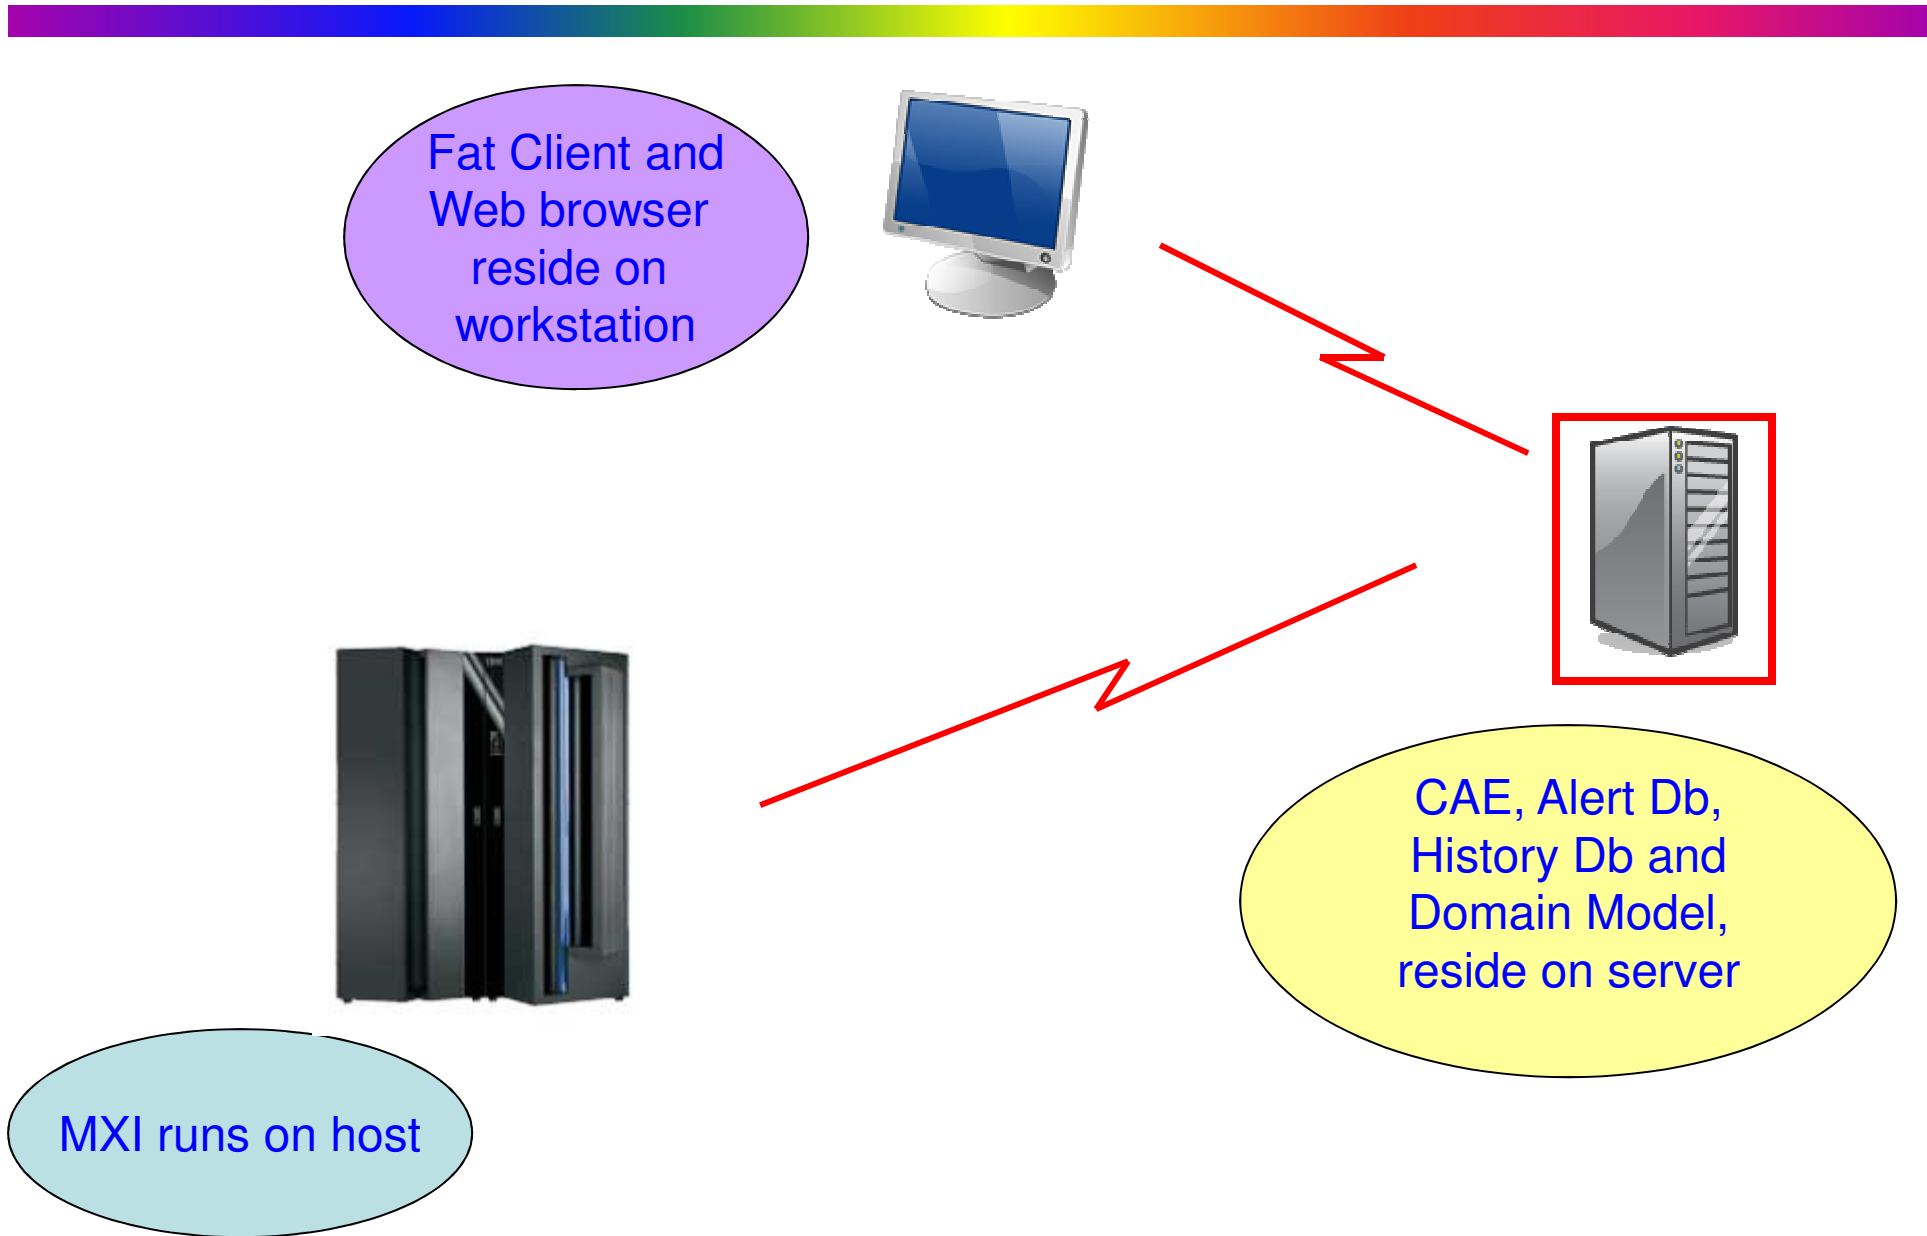 Fat Client and
Web browser
reside on
workstation
CAE, Alert Db,
History Db and
Domain Model,
reside on server
MXI runs on host